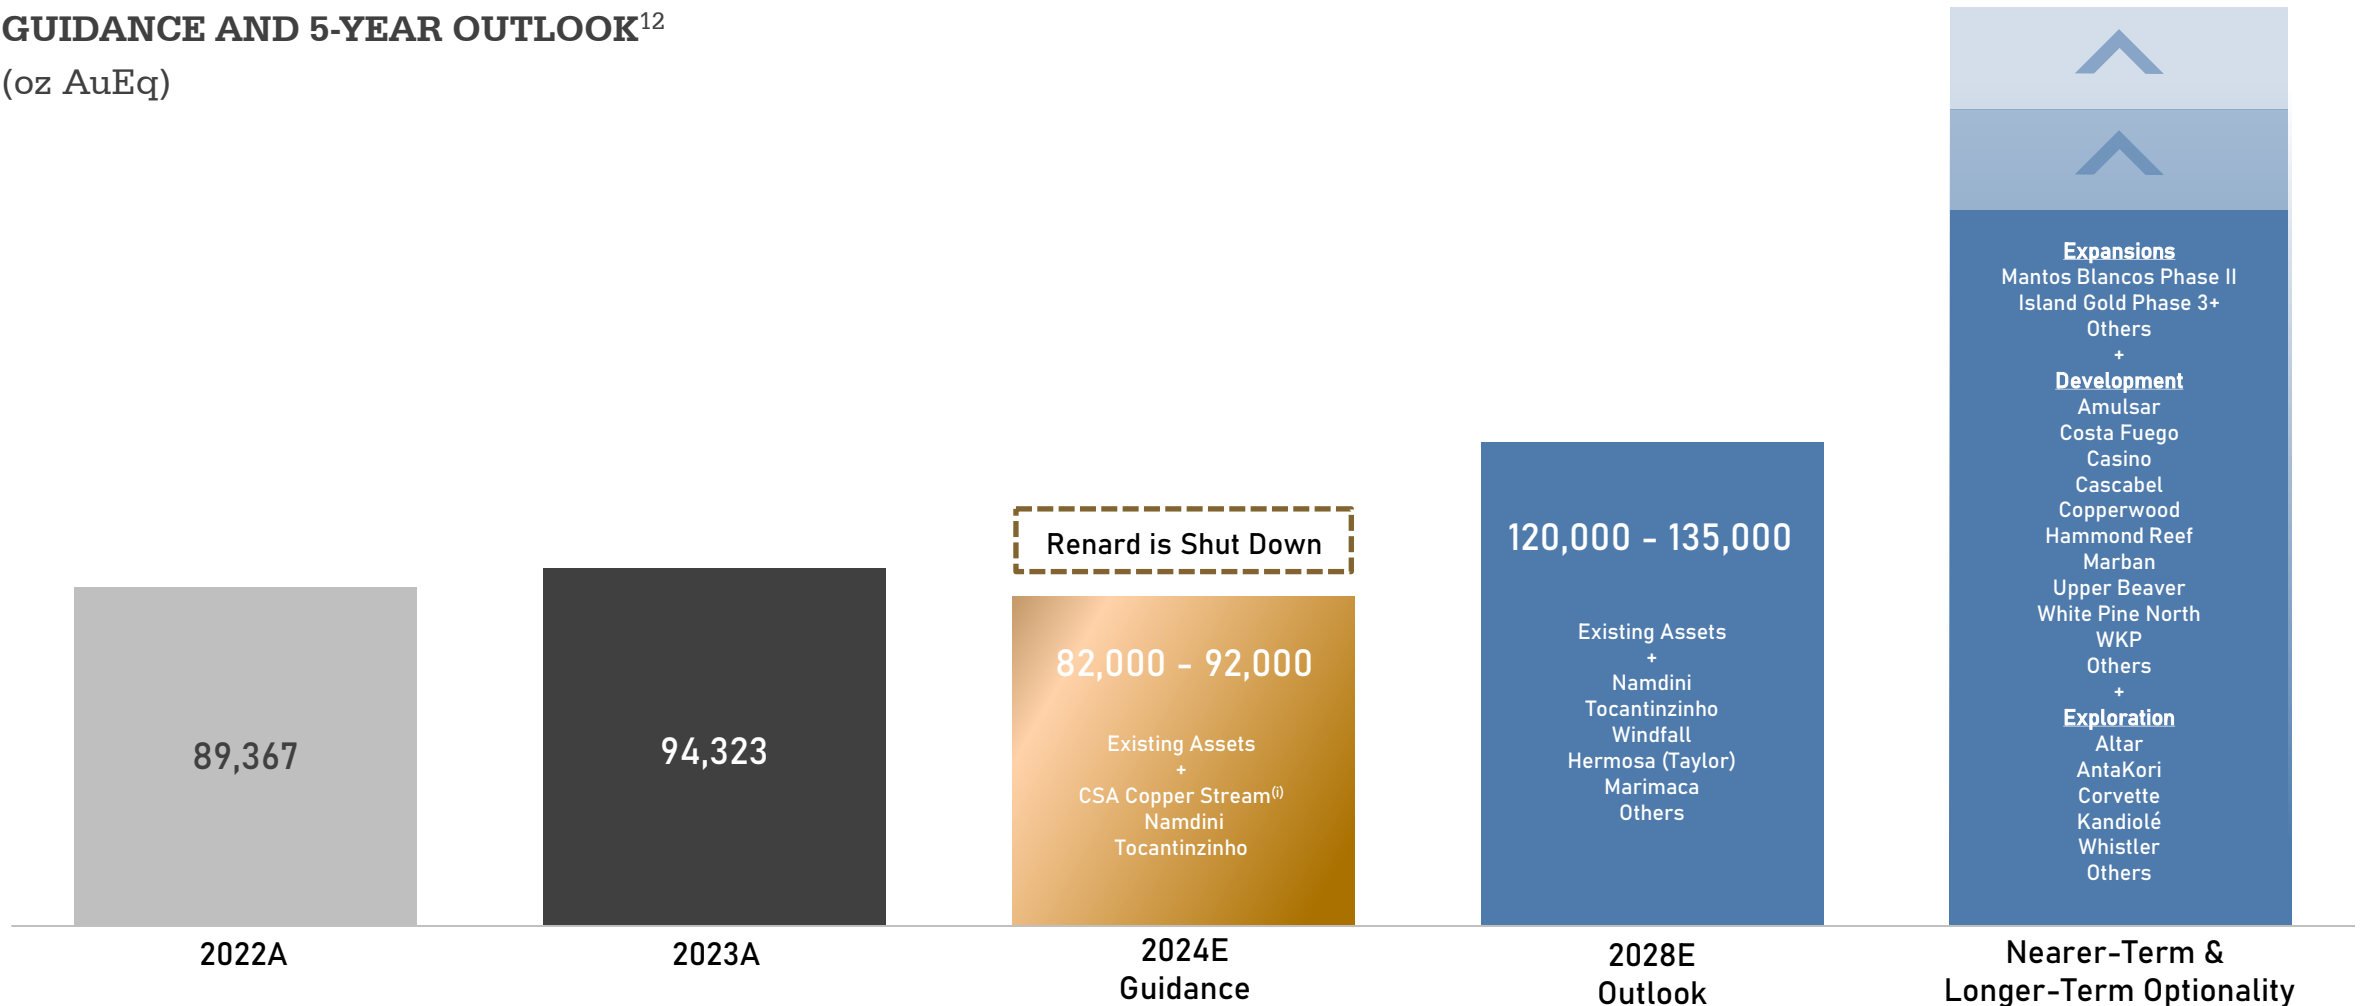 GUIDANCE AND 5-YEAR OUTLOOK12
(oz AuEq)
89,367
94,323
Renard is Shut Down
82,000 - 92,000
Existing Assets
+
CSA Copper Stream(i)
Namdini
Tocantinzinho
120,000 - 135,000
Existing Assets
+
Namdini
Tocantinzinho
Windfall
Hermosa (Taylor)
Marimaca
Others
Expansions
Mantos Blancos Phase II
Island Gold Phase 3+
Others
+
Development
Amulsar
Costa Fuego
Casino
Cascabel
Copperwood
Hammond Reef
Marban
Upper Beaver
White Pine North
WKP
Others
+
Exploration
Altar
AntaKori
Corvette
Kandiolé
Whistler
Others
2022A
2023A
2024E
Guidance
2028E
Outlook
Nearer-Term &
Longer-Term Optionality